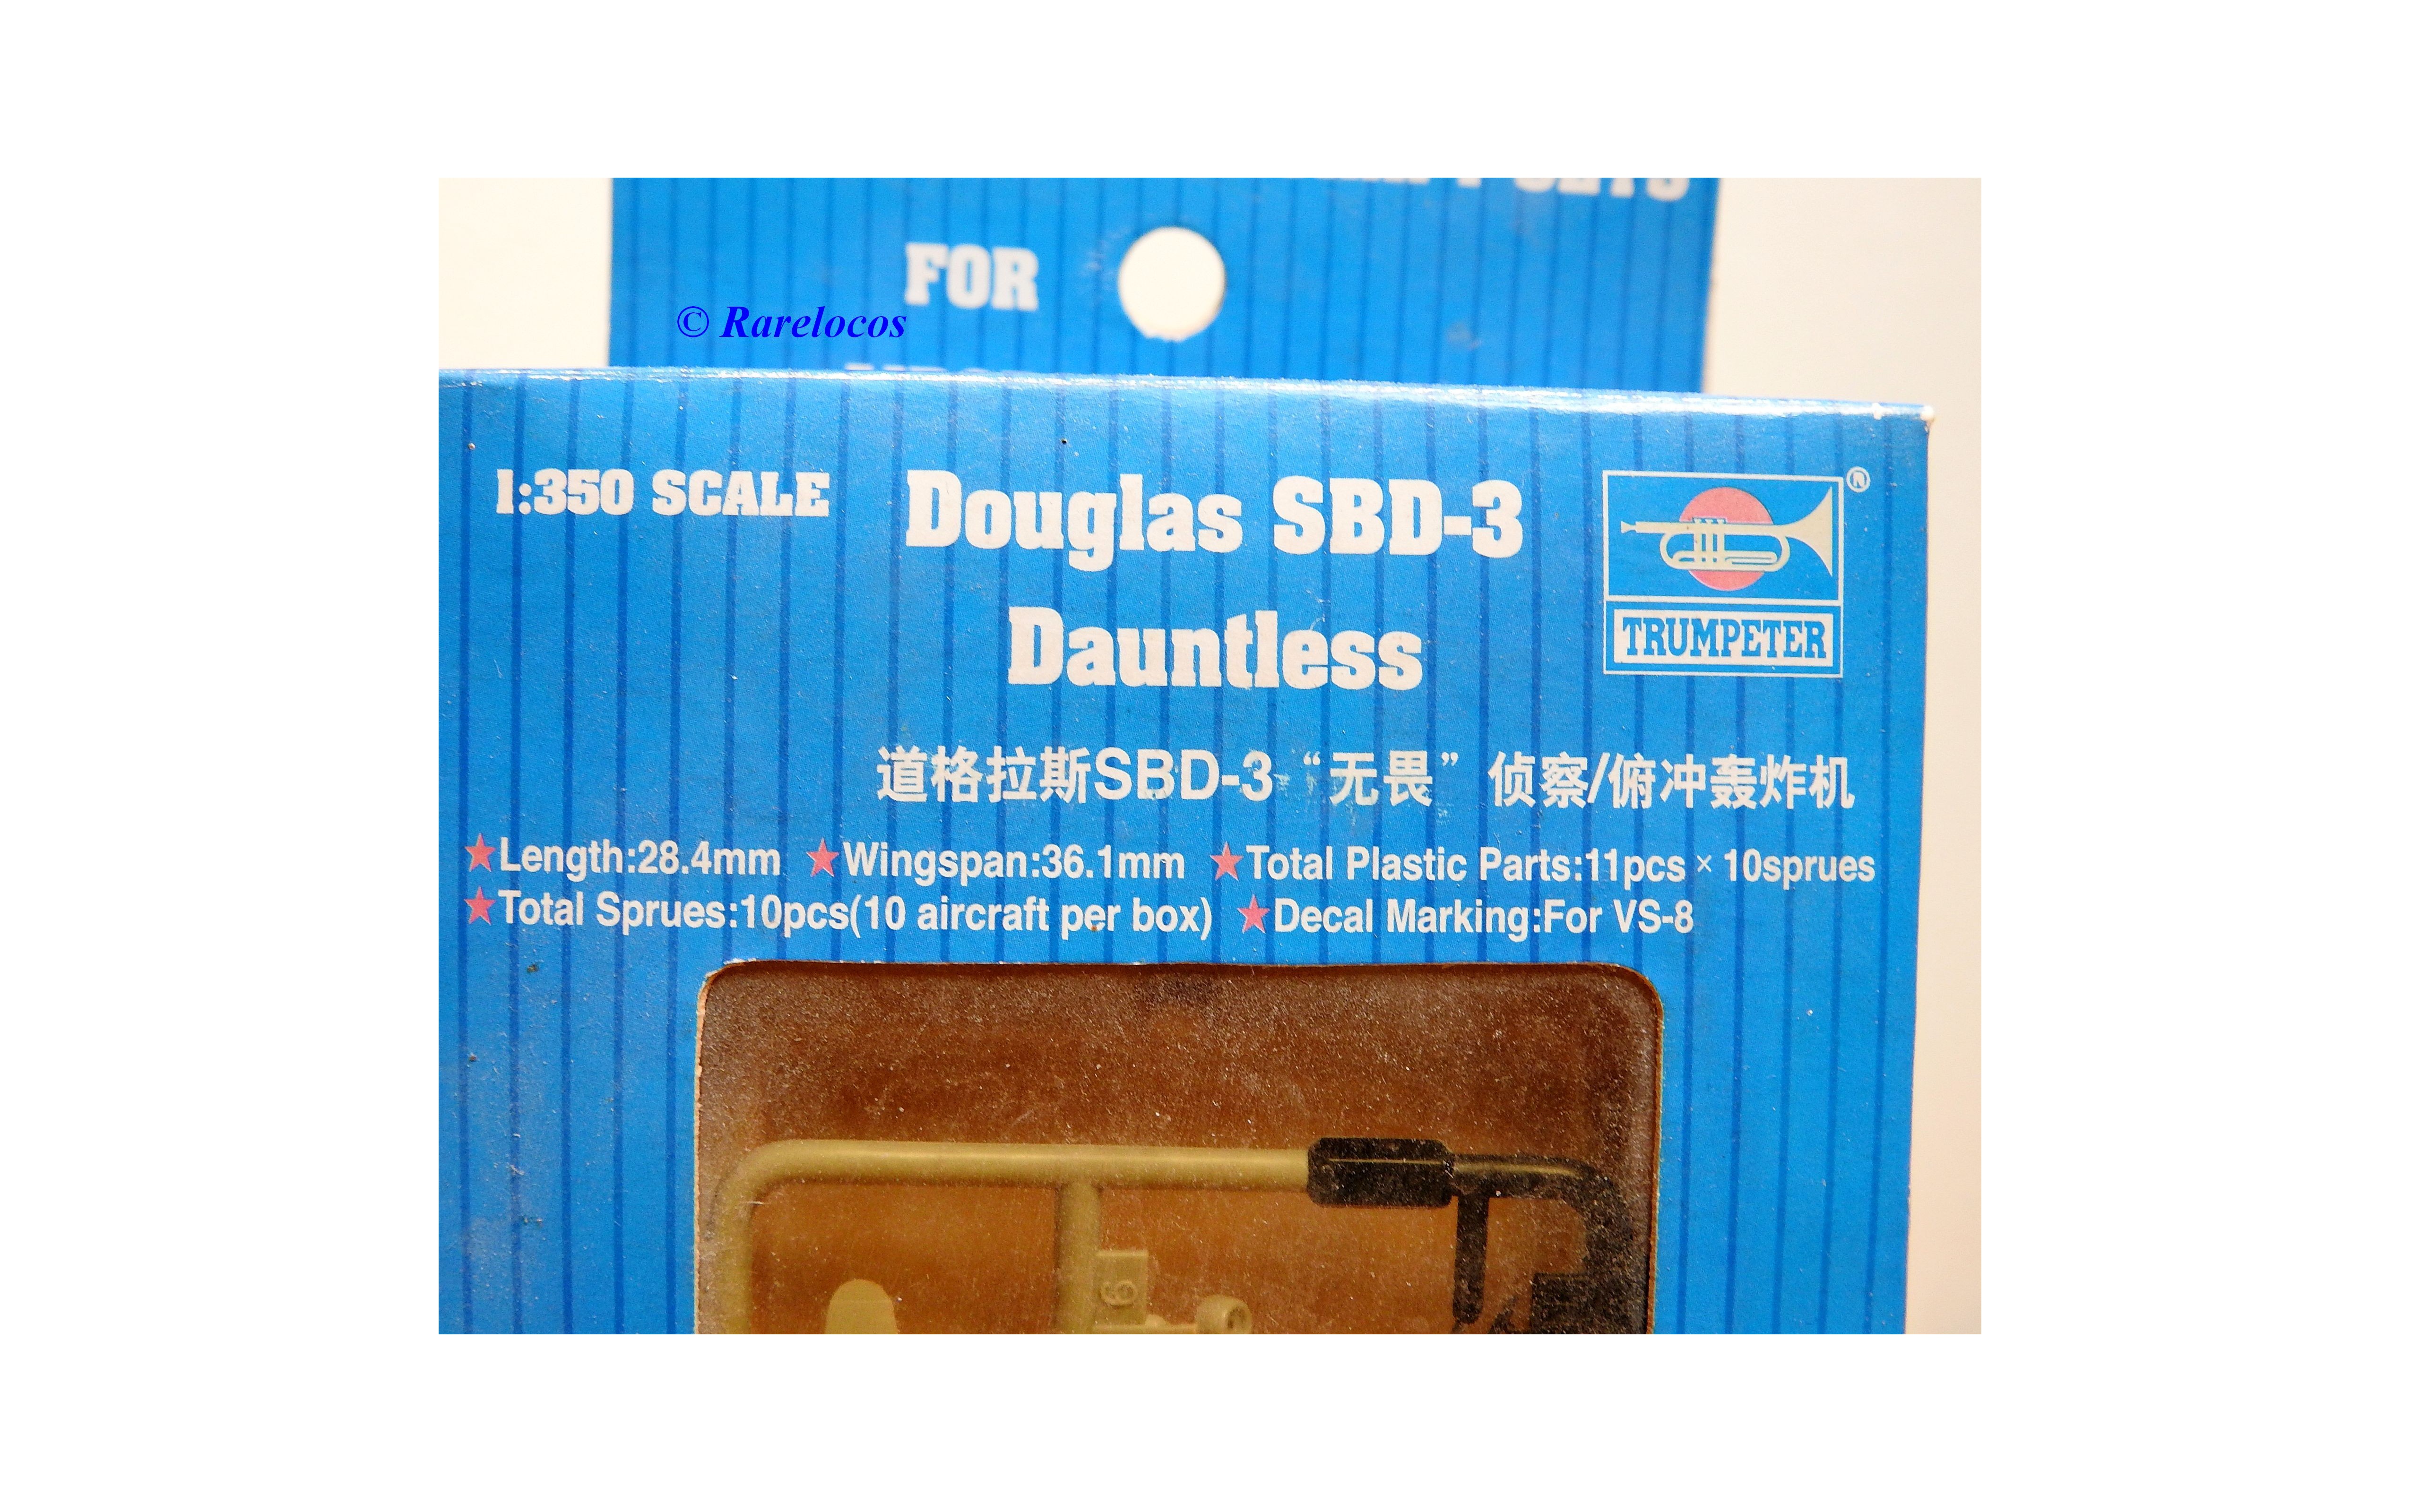 FOR
© Rarelocos
1:350 SCALE
Douglas SBD-3
Dauntless
®
TRUMPETER
道格拉斯SBD-3 “无畏” 侦察/俯冲轰炸机
★Length:28.4mm ★Wingspan:36.1mm ★Total Plastic Parts:11pcs × 10sprues
★Total Sprues:10pcs(10 aircraft per box) ★Decal Marking:For VS-8
6